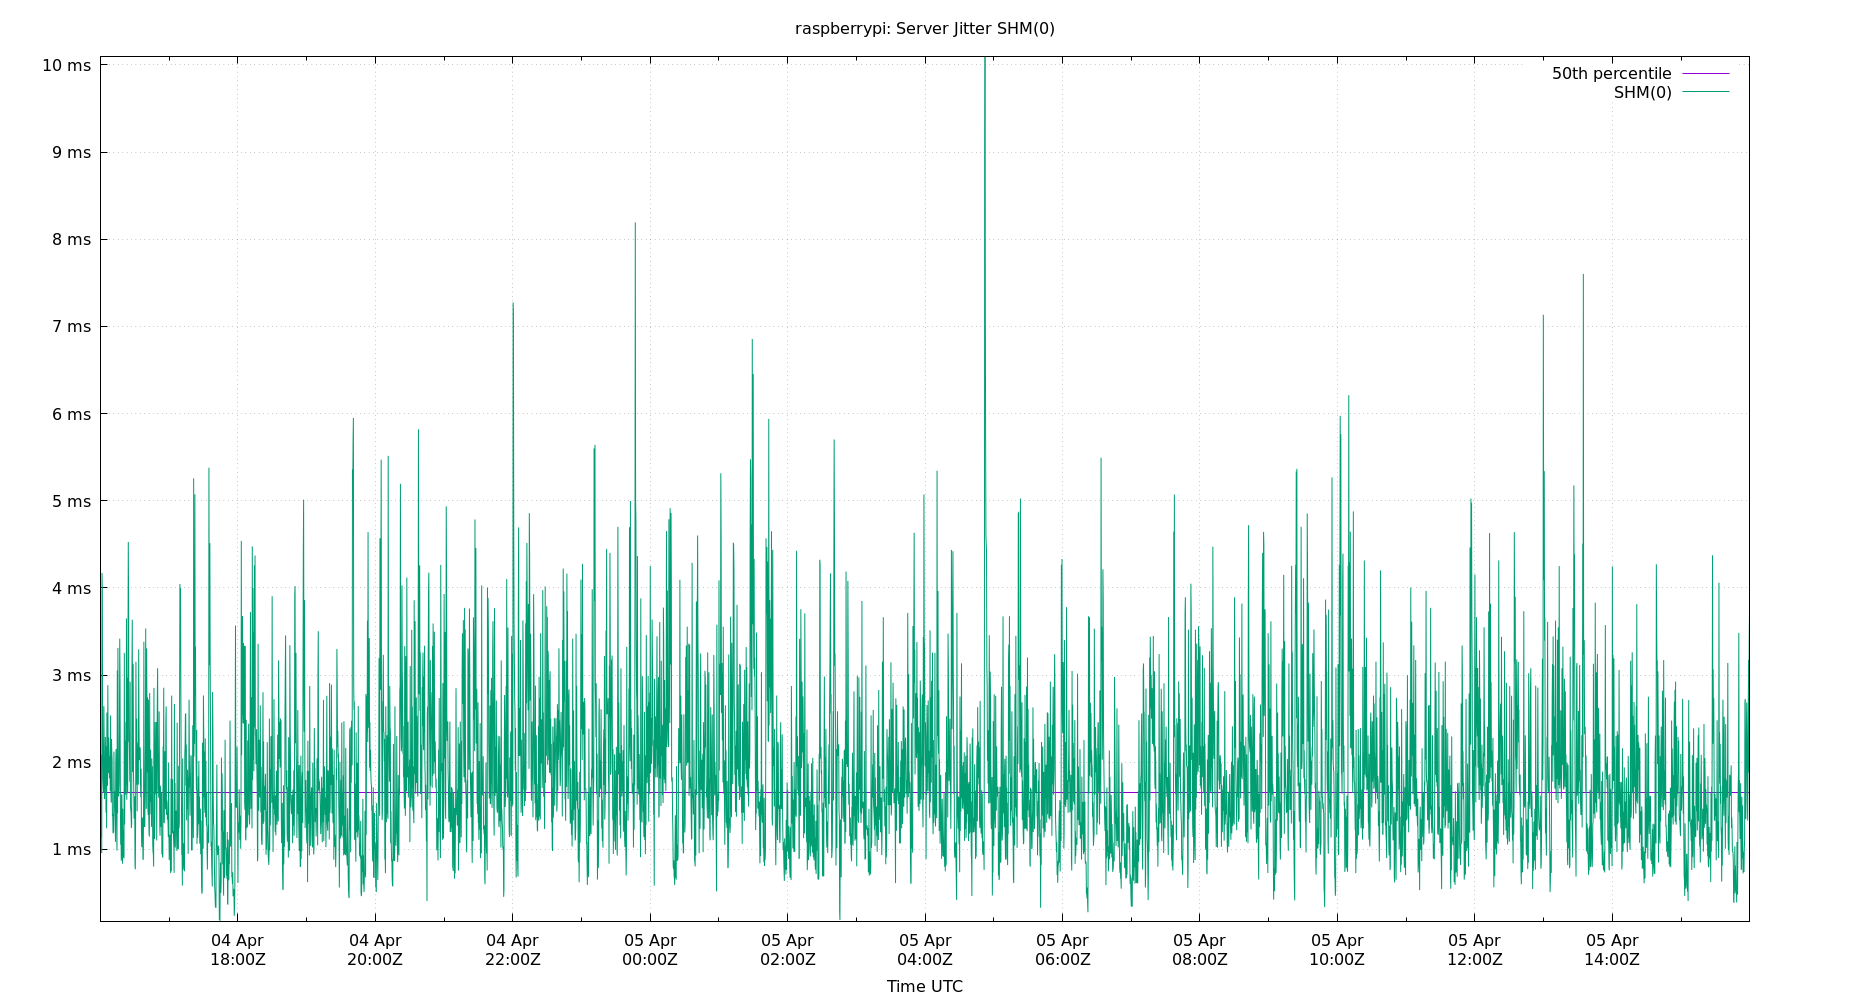 raspberrypi: Server Jitter SHM(0)
10 ms
9 ms
8 ms
7 ms
6 ms
5 ms
4 ms
3 ms
2 ms
1 ms
50th percentile
SHM(0)
04 Apr 04 Apr 04 Apr 05 Apr 05 Apr 05 Apr 05 Apr 05 Apr 05 Apr 05 Apr 05 Apr
18:00Z 20:00Z 22:00Z 00:00Z 02:00Z 04:00Z 06:00Z 08:00Z 10:00Z 12:00Z 14:00Z
Time UTC